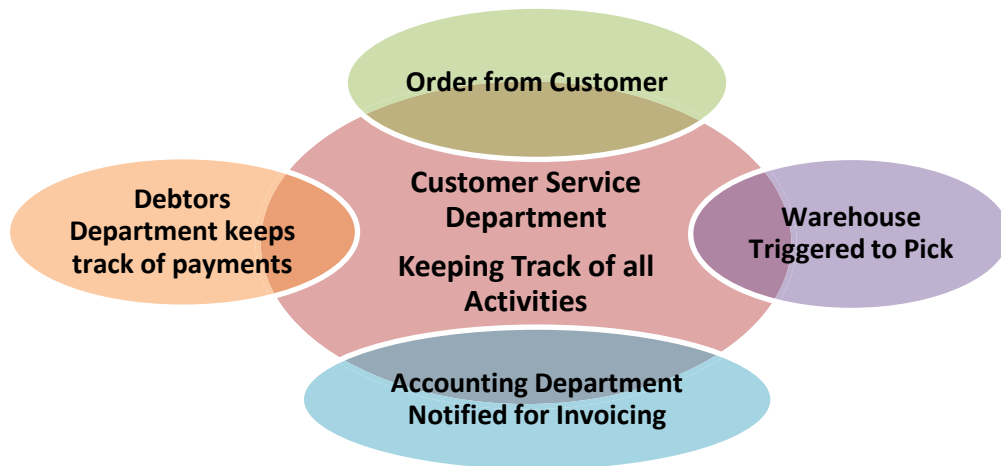 Order from Customer
Customer Service
Department
Keeping Track of all
Activities
Debtors
Department keeps
track of payments
Warehouse
Triggered to Pick
Accounting Department
Notified for Invoicing